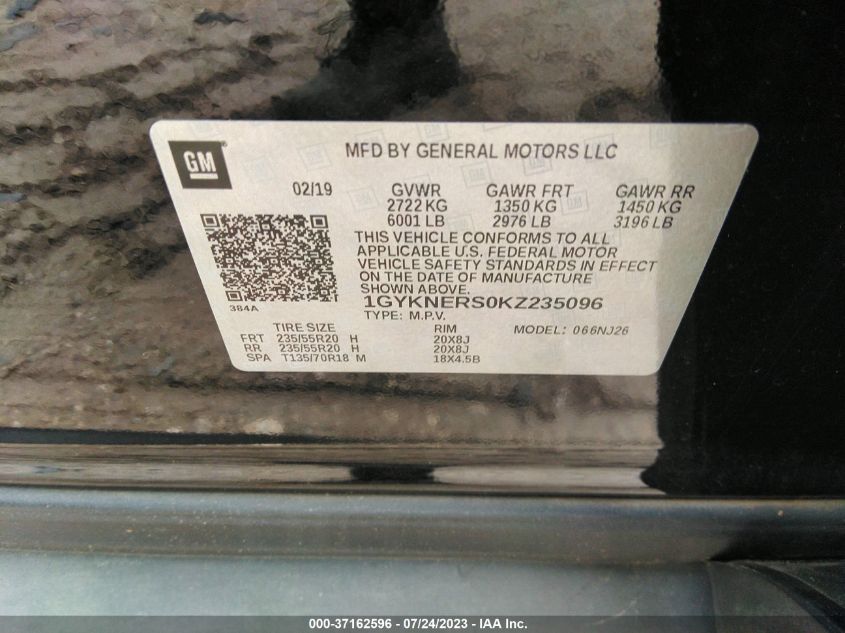 GM
MFD BY GENERAL MOTORS LLC
02/19 GVWR GAWR FRT GAWR RR
2722 KG 1350 KG 1450 KG
6001 LB 2976 LB 3196 LB
THIS VEHICLE CONFORMS TO ALL
APPLICABLE U.S. FEDERAL MOTOR
VEHICLE SAFETY STANDARDS IN EFFECT
ON THE DATE OF MANUFACTURE
SHOWN ABOVE.
384A
1GYKNERS0KZ235096
TYPE: M.P.V. MODEL: 066NJ26
TIRE SIZE RIM
FRT 235/55R20 H 20X8J
RR 235/55R20 H 20X8J
SPA T135/70R18 M 18X4.5B
000-37162596 - 07/24/2023 - IAA Inc.